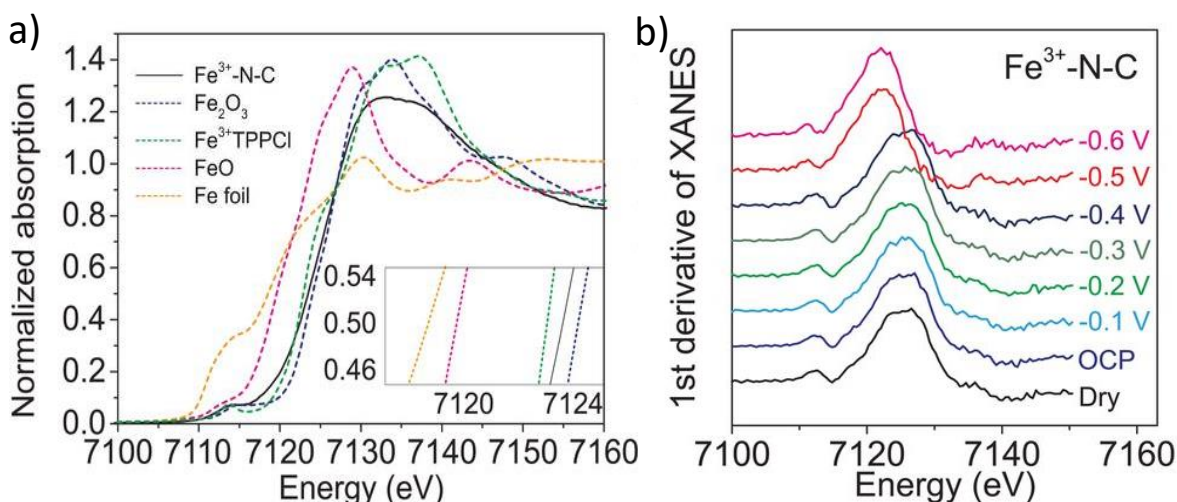 a)
Normalized absorption
1.4
1.2
1.0
0.8
0.6
0.4
0.2
0.0
Fe³⁺-N-C
Fe₂O₃
Fe³⁺TPPCl
FeO
Fe foil
0.54
0.50
0.46
7120 7124
7100 7110 7120 7130 7140 7150 7160
Energy (eV)
b)
1st derivative of XANES
Fe³⁺-N-C
-0.6 V
-0.5 V
-0.4 V
-0.3 V
-0.2 V
-0.1 V
OCP
Dry
7100 7120 7140 7160
Energy (eV)